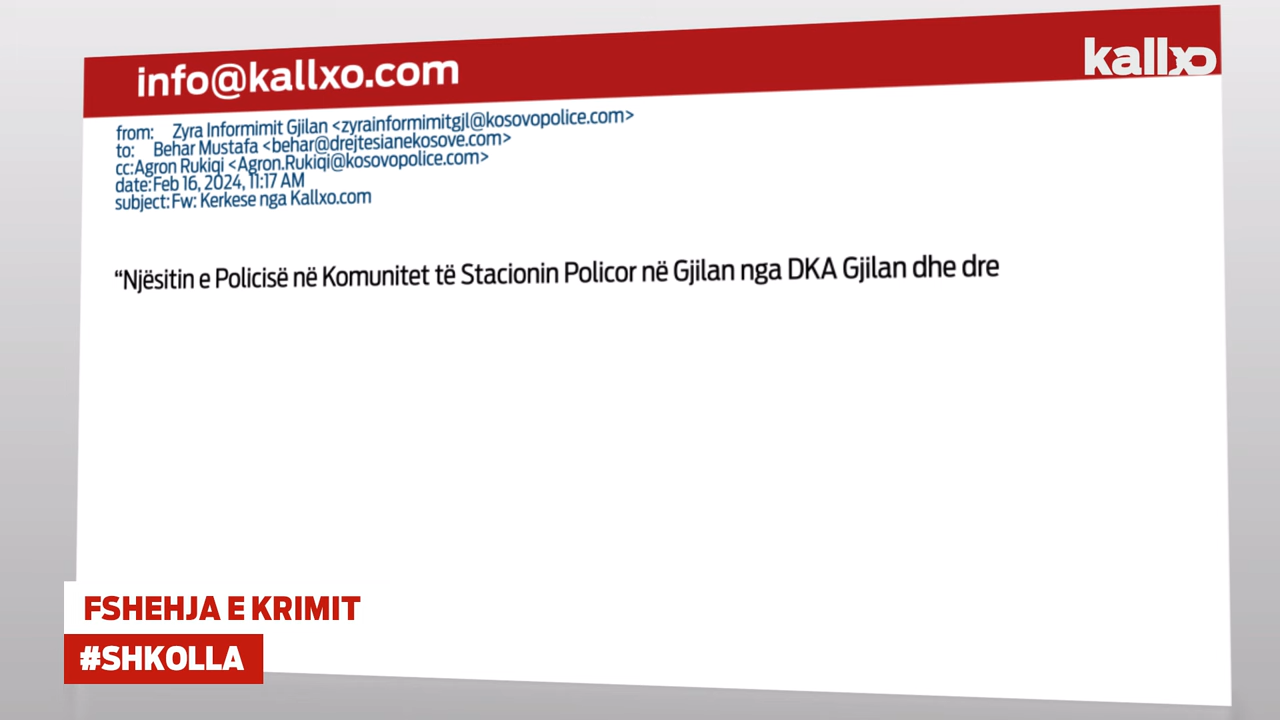 info@kallxo.com
kallxo
from: Zyra Informimit Gjilan <zyrainformimitgjl@kosovopolice.com>
to: Behar Mustafa <behar@drejtesianekosove.com>
cc:Agron Rukiqi <Agron.Rukiqi@kosovopolice.com>
date:Feb 16, 2024, 11:17 AM
subject:Fw: Kerkese nga Kallxo.com
“Njësitin e Policisë në Komunitet të Stacionin Policor në Gjilan nga DKA Gjilan dhe dre
FSHEHJA E KRIMIT
#SHKOLLA